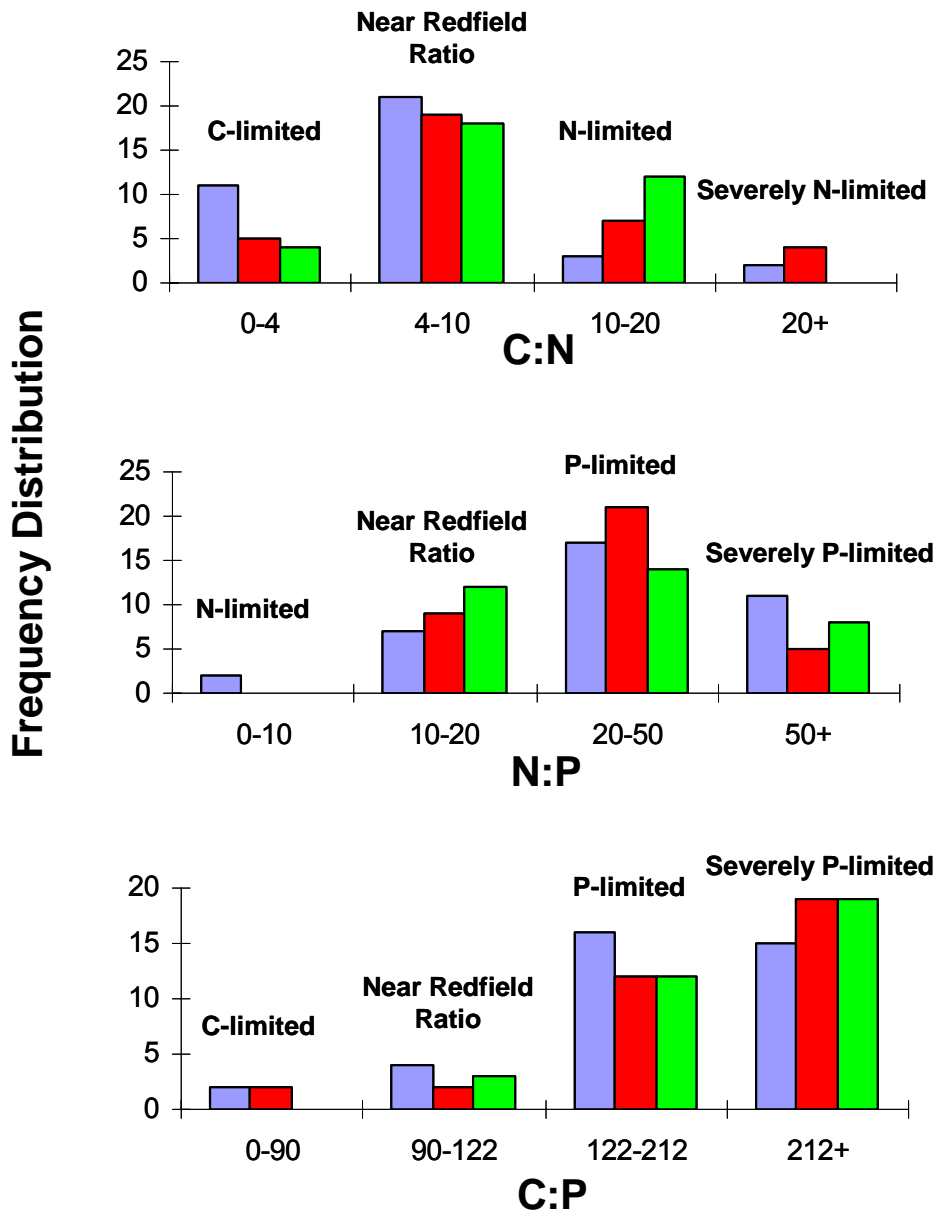 Frequency Distribution
Near Redfield
Ratio
C-limited
N-limited
Severely N-limited
25
20
15
10
5
0
0-4
4-10
10-20
20+
C:N
P-limited
Near Redfield
Ratio
Severely P-limited
N-limited
25
20
15
10
5
0
0-10
10-20
20-50
50+
N:P
Severely P-limited
P-limited
Near Redfield
Ratio
C-limited
20
15
10
5
0
0-90
90-122
122-212
212+
C:P